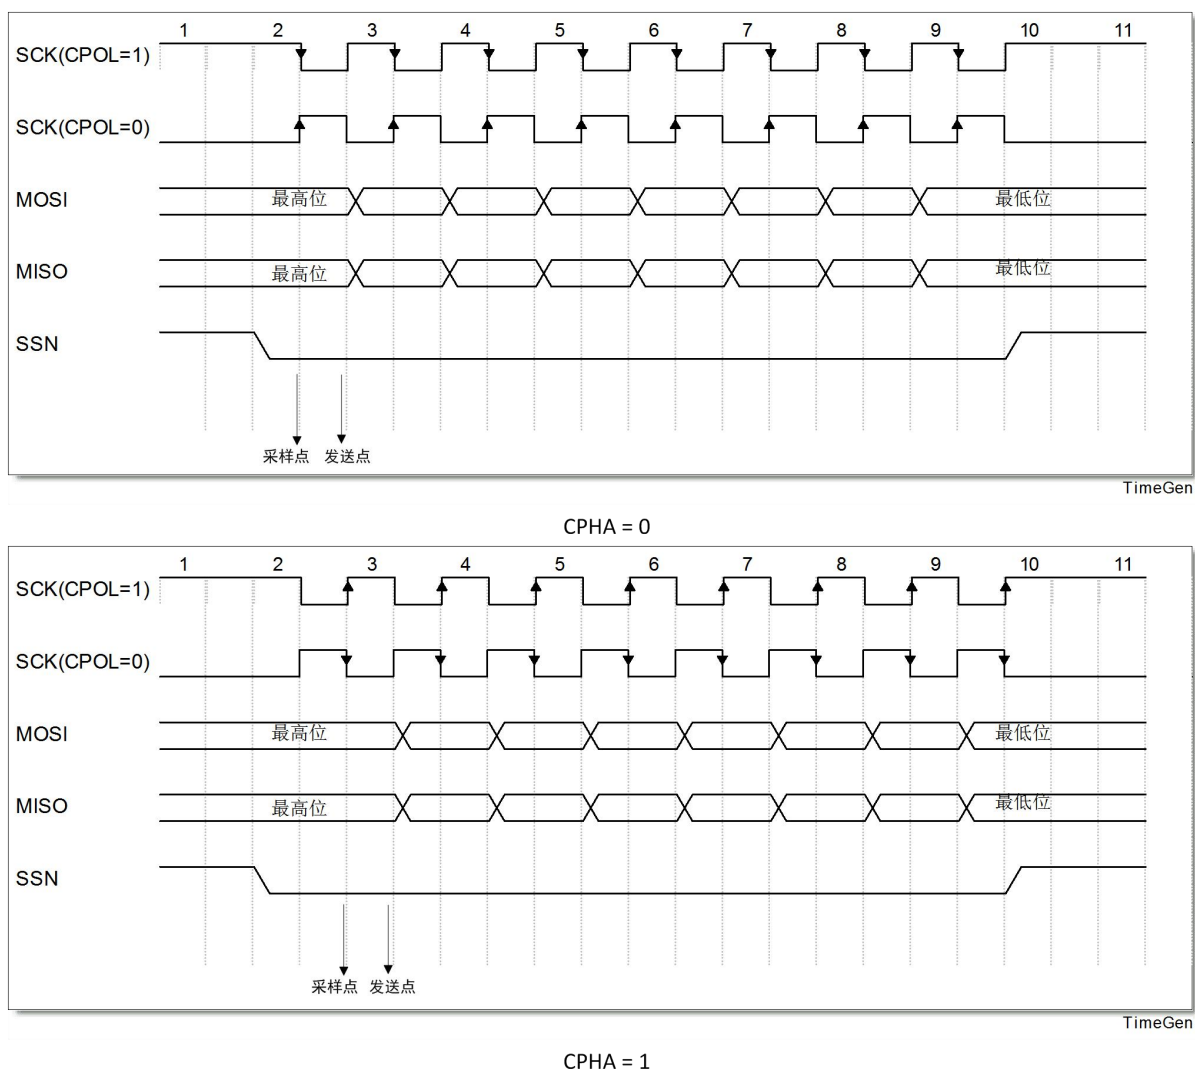 1 2 3 4 5 6 7 8 9 10 11
SCK(CPOL=1)
SCK(CPOL=0)
MOSI 最高位 最低位
MISO 最高位 最低位
SSN
采样点 发送点
TimeGen
CPHA = 0
1 2 3 4 5 6 7 8 9 10 11
SCK(CPOL=1)
SCK(CPOL=0)
MOSI 最高位 最低位
MISO 最高位 最低位
SSN
采样点 发送点
TimeGen
CPHA = 1